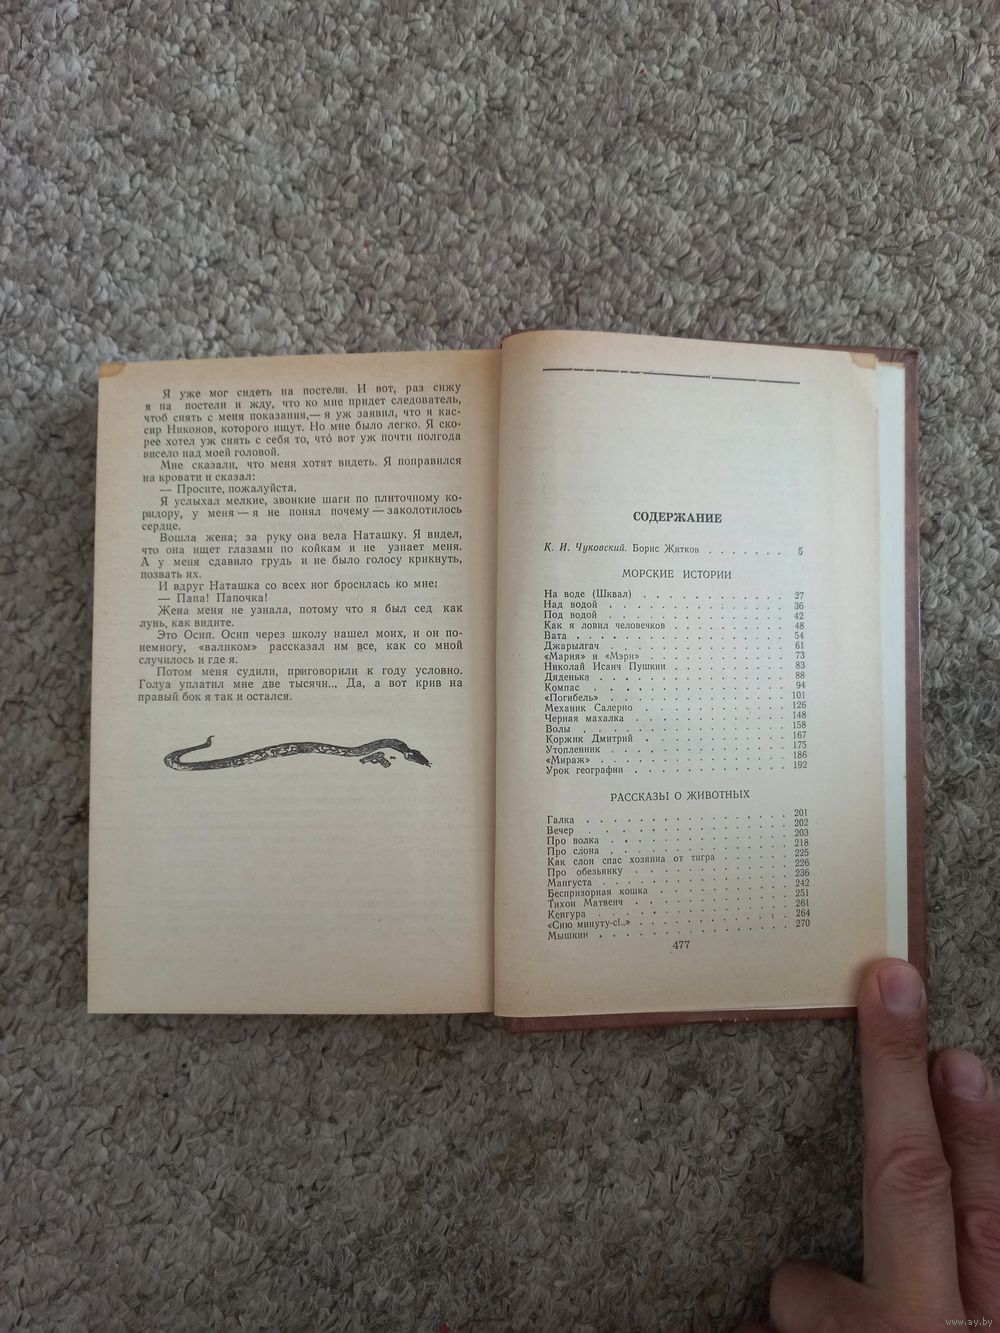 Я уже мог сидеть на постели. И вот, раз сижу
я на постели и жду, что ко мне придет следователь,
чтоб снять с меня показания,— я уж заявил, что я кас-
сир Никонов, которого ищут. Но мне было легко. Я ско-
рее хотел уж снять с себя то, что́ вот уж почти полгода
висело над моей головой.
Мне сказали, что меня хотят видеть. Я поправился
на кровати и сказал:
— Просите, пожалуйста.
Я услыхал мелкие, звонкие шаги по плиточному ко-
ридору, у меня — я не понял почему — заколотилось
сердце.
Вошла жена; за руку она вела Наташку. Я видел,
что она ищет глазами по койкам и не узнает меня.
А у меня сдавило грудь и не было голосу крикнуть,
позвать их.
И вдруг Наташка со всех ног бросилась ко мне:
— Папа! Папочка!
Жена меня не узнала, потому что я был сед как
лунь, как видите.
Это Осип. Осип через школу нашел моих, и он по-
немногу, «валиком» рассказал им все, как со мной
случилось и где я.
Потом меня судили, приговорили к году условно.
Голуа уплатил мне две тысячи... Да, а вот крив на
правый бок я так и остался.
СОДЕРЖАНИЕ
К. И. Чуковский. Борис Житков . . . . . . . 5
МОРСКИЕ ИСТОРИИ
На воде (Шквал) . . . . . . . . . 27
Над водой . . . . . . . . . . . 36
Под водой . . . . . . . . . . . 42
Как я ловил человечков . . . . . . . 48
Вата . . . . . . . . . . . . . 54
Джарылгач . . . . . . . . . . . 61
«Мария» и «Мэри» . . . . . . . . . 73
Николай Исаич Пушкин . . . . . . . 83
Дяденька . . . . . . . . . . . 88
Компас . . . . . . . . . . . . 94
«Погибель» . . . . . . . . . . . 101
Механик Салерно . . . . . . . . . 126
Черная махалка . . . . . . . . . 148
Волы . . . . . . . . . . . . . 158
Коржик Дмитрий . . . . . . . . . 167
Утопленник . . . . . . . . . . . 175
«Мираж» . . . . . . . . . . . . 186
Урок географии . . . . . . . . . 192
РАССКАЗЫ О ЖИВОТНЫХ
Галка . . . . . . . . . . . . 201
Вечер . . . . . . . . . . . . 202
Про волка . . . . . . . . . . . 203
Про слона . . . . . . . . . . . 218
Как слон спас хозяина от тигра . . . . . 225
Про обезьянку . . . . . . . . . . 226
Мангуста . . . . . . . . . . . 236
Беспризорная кошка . . . . . . . . 242
Тихон Матвеич . . . . . . . . . . 251
Кенгура . . . . . . . . . . . . 261
«Сию минуту-с!..» . . . . . . . . 264
Мышкин . . . . . . . . . . . . 270
477
www.ay.by